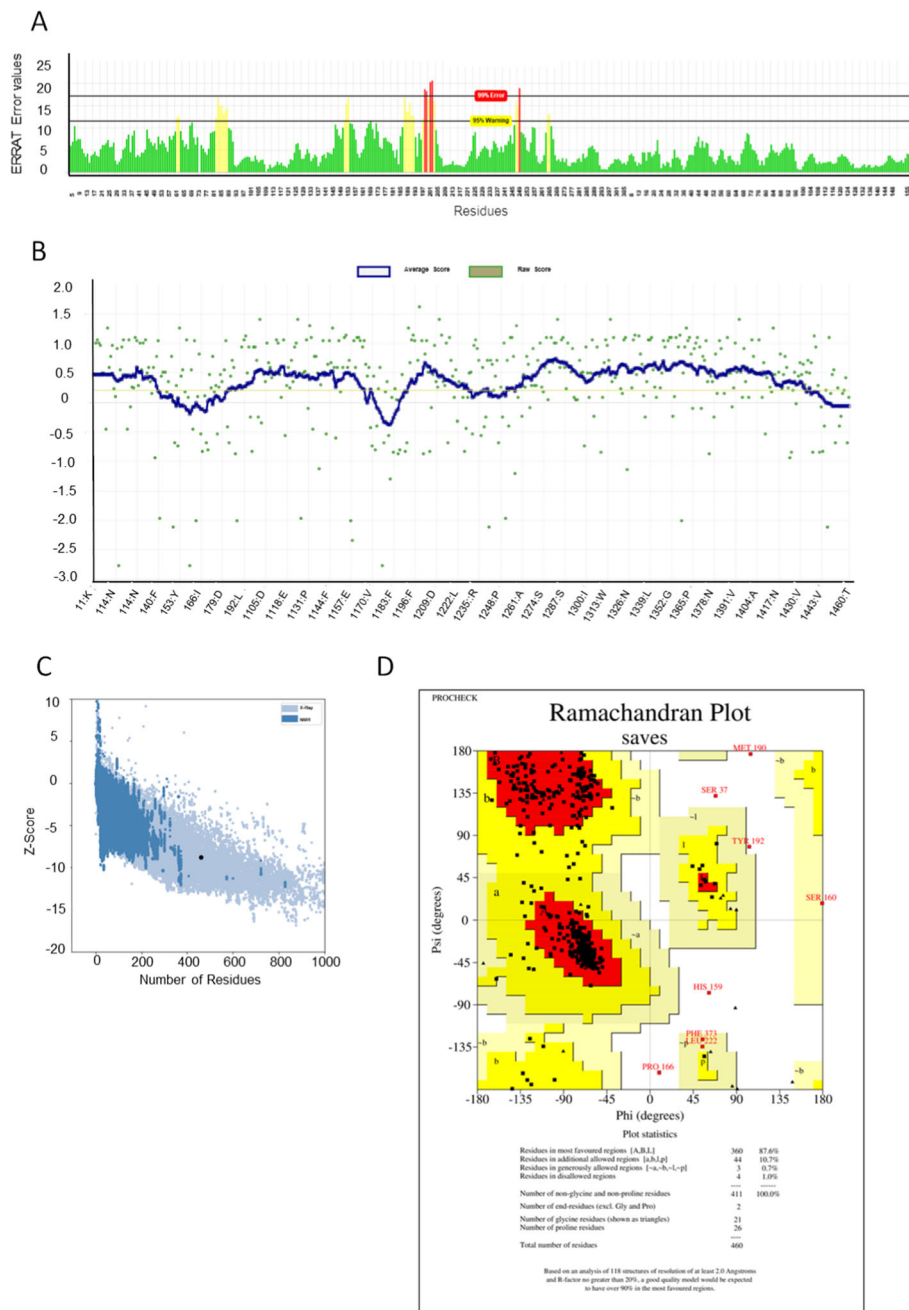 A
ERRAT Error values
25
20
15
10
5
0
99% Error
95% Warning
Residues
B
Average Score
Raw Score
2.0
1.5
1.0
0.5
0
-0.5
-1.0
-1.5
-2.0
-2.5
-3.0
11:K
114:N
114:N
140:F
153:Y
166:I
179:D
192:L
1105:D
1118:E
1131:P
1144:F
1157:E
1170:V
1183:F
1196:F
1209:D
1222:L
1235:R
1248:P
1261:A
1274:S
1287:S
1300:I
1313:W
1326:N
1339:L
1352:G
1365:P
1378:N
1391:V
1404:A
1417:N
1430:V
1443:V
1460:T
C
Z-Score
10
5
0
-5
-10
-15
-20
X-Ray
NMR
0 200 400 600 800 1000
Number of Residues
D
PROCHECK
Ramachandran Plot
saves
Psi (degrees)
180
135
90
45
0
-45
-90
-135
B
b
~b
a
~a
A
l
~l
L
~p
p
~b
b
~b
b
~b
b
~b
MET 190
SER 37
TYR 192
SER 160
HIS 159
PHE 373
LEU 222
PRO 166
-180 -135 -90 -45 0 45 90 135 180
Phi (degrees)
Plot statistics
Residues in most favoured regions [A,B,L] 360 87.6%
Residues in additional allowed regions [a,b,l,p] 44 10.7%
Residues in generously allowed regions [~a,~b,~l,~p] 3 0.7%
Residues in disallowed regions 4 1.0%
---- ------
Number of non-glycine and non-proline residues 411 100.0%
Number of end-residues (excl. Gly and Pro) 2
Number of glycine residues (shown as triangles) 21
Number of proline residues 26
----
Total number of residues 460
Based on an analysis of 118 structures of resolution of at least 2.0 Angstroms
and R-factor no greater than 20%, a good quality model would be expected
to have over 90% in the most favoured regions.